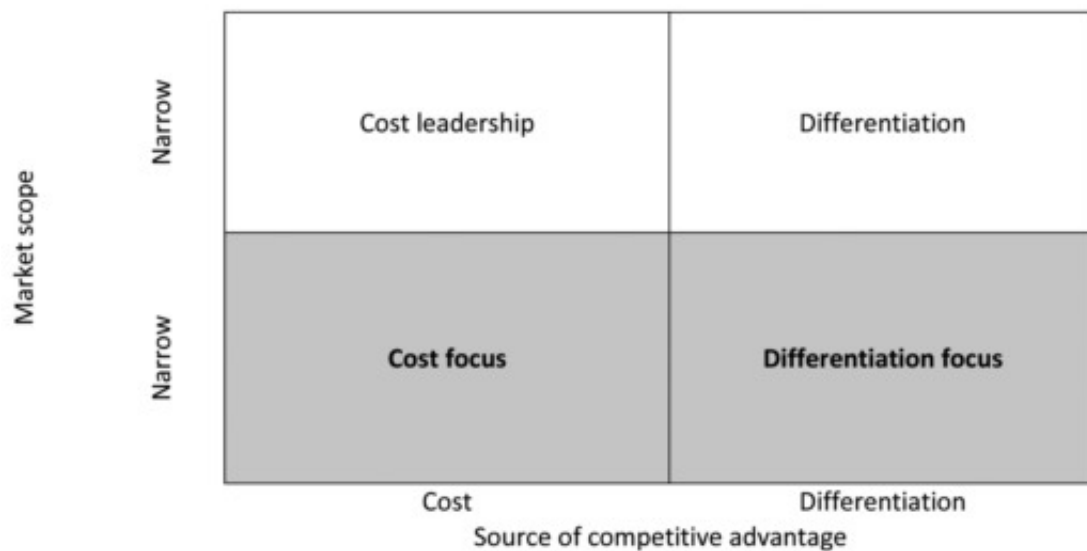 Market scope
Narrow
Cost leadership
Differentiation
Narrow
Cost focus
Differentiation focus
Cost
Differentiation
Source of competitive advantage